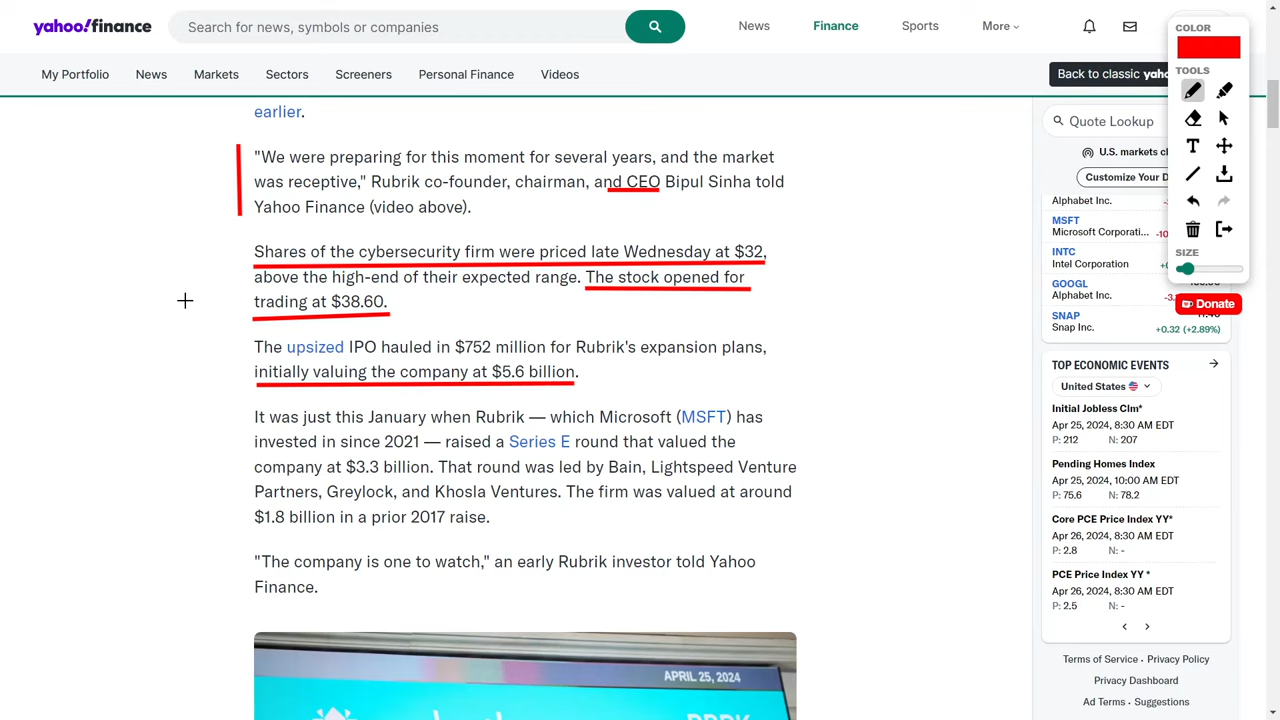 yahoo!finance
Search for news, symbols or companies
News
Finance
Sports
More
My Portfolio
News
Markets
Sectors
Screeners
Personal Finance
Videos
Back to classic
earlier.
"We were preparing for this moment for several years, and the market
was receptive," Rubrik co-founder, chairman, and CEO Bipul Sinha told
Yahoo Finance (video above).
Shares of the cybersecurity firm were priced late Wednesday at $32,
above the high-end of their expected range. The stock opened for
trading at $38.60.
The upsized IPO hauled in $752 million for Rubrik's expansion plans,
initially valuing the company at $5.6 billion.
It was just this January when Rubrik — which Microsoft (MSFT) has
invested in since 2021 — raised a Series E round that valued the
company at $3.3 billion. That round was led by Bain, Lightspeed Venture
Partners, Greylock, and Khosla Ventures. The firm was valued at around
$1.8 billion in a prior 2017 raise.
"The company is one to watch," an early Rubrik investor told Yahoo
Finance.
APRIL 25, 2024
COLOR
TOOLS
T
SIZE
Donate
Quote Lookup
U.S. markets
Customize Your
Alphabet Inc.
MSFT
Microsoft Corporati...
INTC
Intel Corporation
GOOGL
Alphabet Inc.
SNAP
Snap Inc.
+0.32 (+2.89%)
TOP ECONOMIC EVENTS
United States
Initial Jobless Clm*
Apr 25, 2024, 8:30 AM EDT
P: 212 N: 207
Pending Homes Index
Apr 25, 2024, 10:00 AM EDT
P: 75.6 N: 78.2
Core PCE Price Index YY*
Apr 26, 2024, 8:30 AM EDT
P: 2.8 N: -
PCE Price Index YY *
Apr 26, 2024, 8:30 AM EDT
P: 2.5 N: -
Terms of Service • Privacy Policy
Privacy Dashboard
Ad Terms • Suggestions